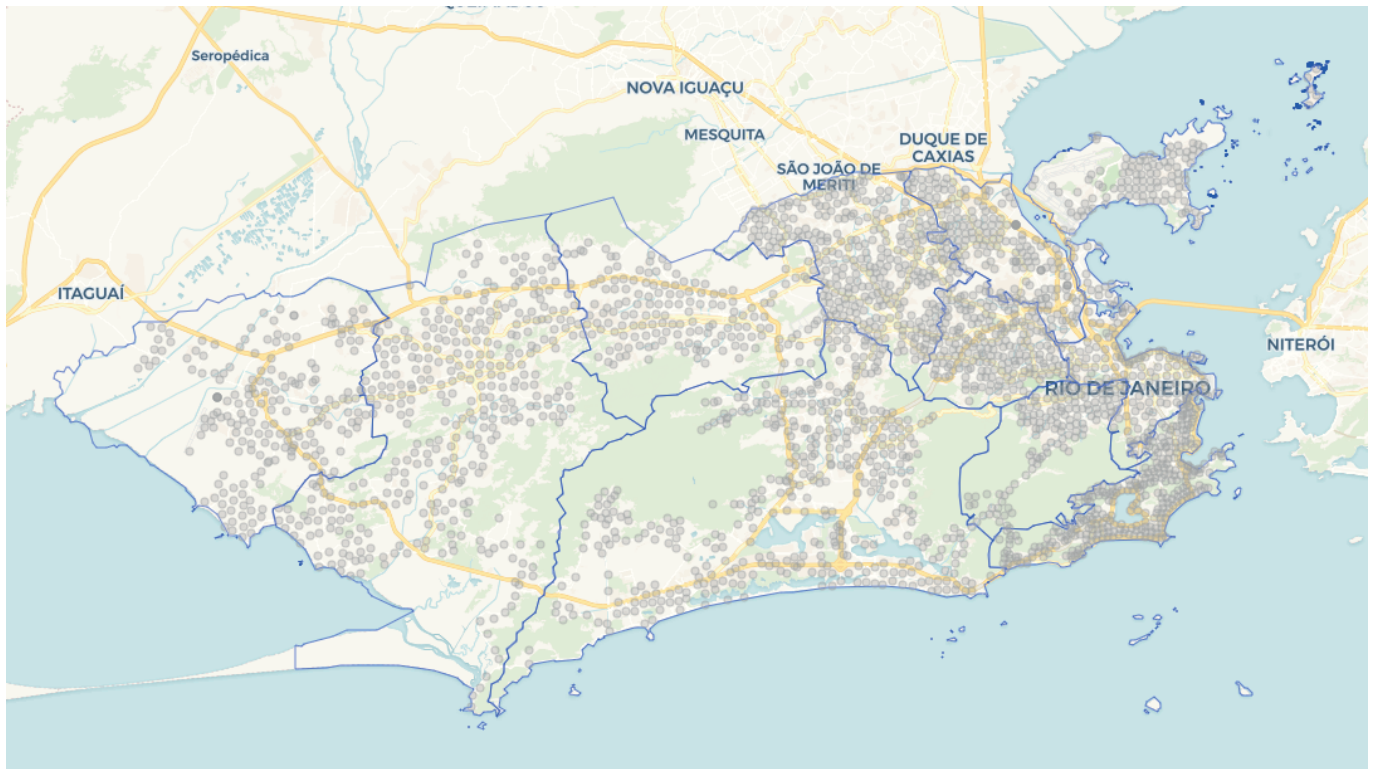 Seropédica
NOVA IGUAÇU
MESQUITA
DUQUE DE
CAXIAS
SÃO JOÃO DE
MERITI
ITAGUAÍ
NITERÓI
RIO DE JANEIRO